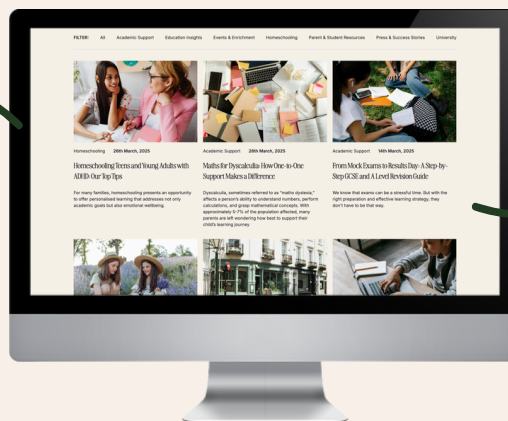 FILTER: All Academic Support Education Insights Events & Enrichment Homeschooling Parent & Student Resources Press & Success Stories University
Homeschooling 26th March, 2025
Homeschooling Teens and Young Adults with
ADHD: Our Top Tips
For many families, homeschooling presents an opportunity
to offer personalised learning that addresses not only
academic goals but also emotional wellbeing.
Academic Support 26th March, 2025
Maths for Dyscalculia: How One-to-One
Support Makes a Difference
Dyscalculia, sometimes referred to as "maths dyslexia,"
affects a person's ability to understand numbers, perform
calculations, and grasp mathematical concepts. With
approximately 5-7% of the population affected, many
parents are left wondering how best to support their
child's learning journey
Academic Support 14th March, 2025
From Mock Exams to Results Day: A Step-by-
Step GCSE and A Level Revision Guide
We know that exams can be a stressful time. But with the
right preparation and effective learning strategy, they
don't have to be that way.